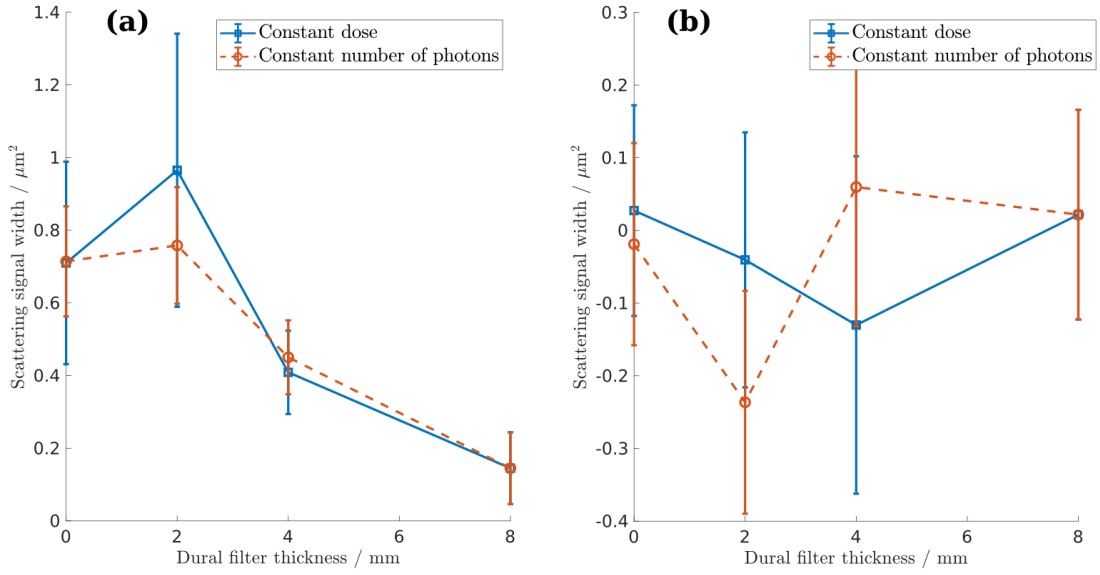 (a)
Constant dose
Constant number of photons
1.4
1.2
1
0.8
0.6
0.4
0.2
0
0
2
4
6
8
Scattering signal width / μm²
Dural filter thickness / mm
(b)
Constant dose
Constant number of photons
0.3
0.2
0.1
0
-0.1
-0.2
-0.3
-0.4
0
2
4
6
8
Scattering signal width / μm²
Dural filter thickness / mm